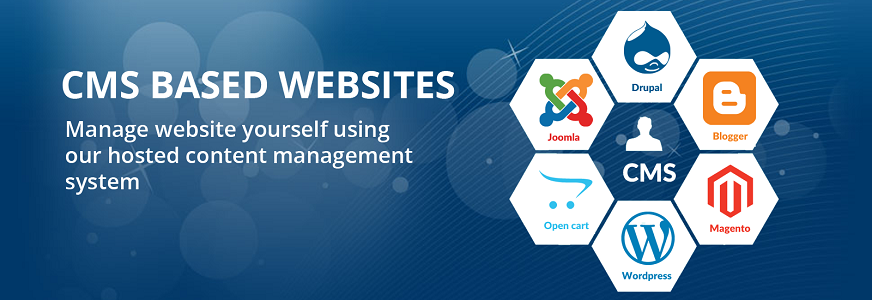 CMS BASED WEBSITES
Manage website yourself using
our hosted content management
system
Drupal
Joomla
Blogger
CMS
Open cart
Magento
Wordpress